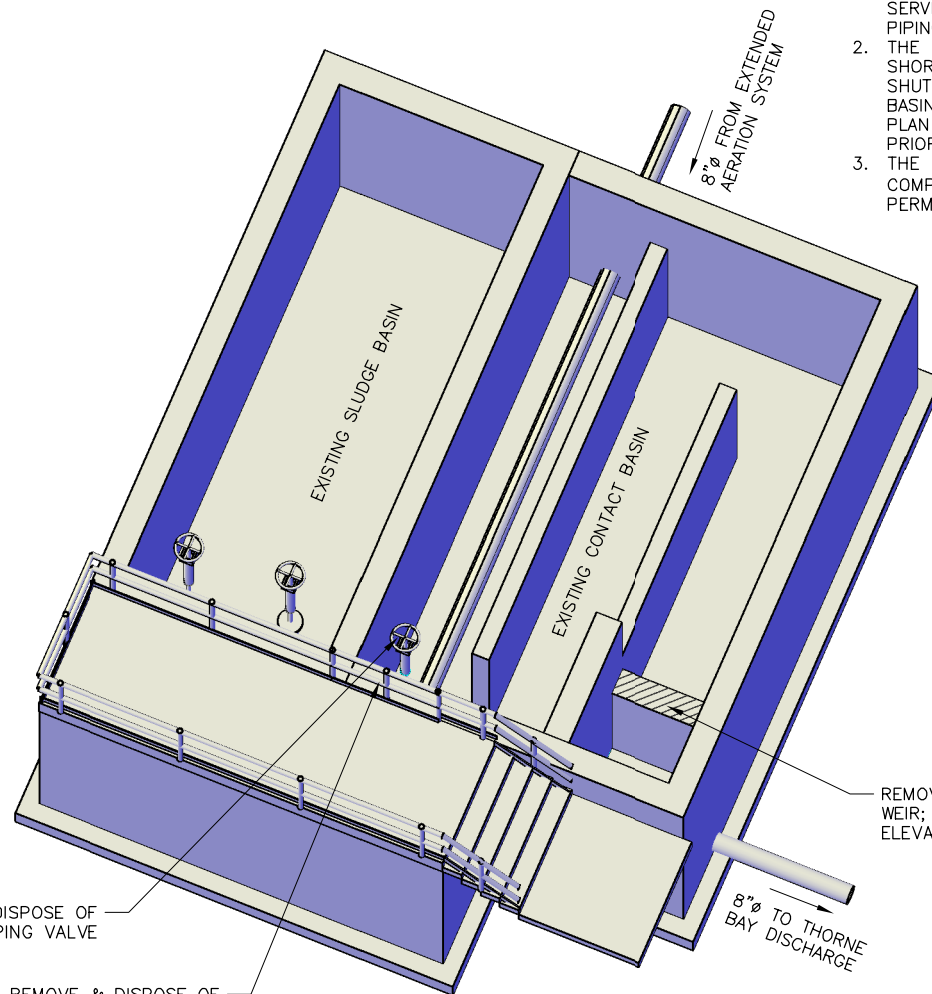 PIPIN
2. THE
SHOR
SHUT
BASIN
PLAN
PRIOR
3. THE
COMP
PERM
8"ø FROM EXTENDED
AERATION SYSTEM
EXISTING SLUDGE BASIN
EXISTING CONTACT BASIN
REMOV
WEIR;
ELEVA
8"ø TO THORNE
BAY DISCHARGE
DISPOSE OF
PING VALVE
REMOVE & DISPOSE OF